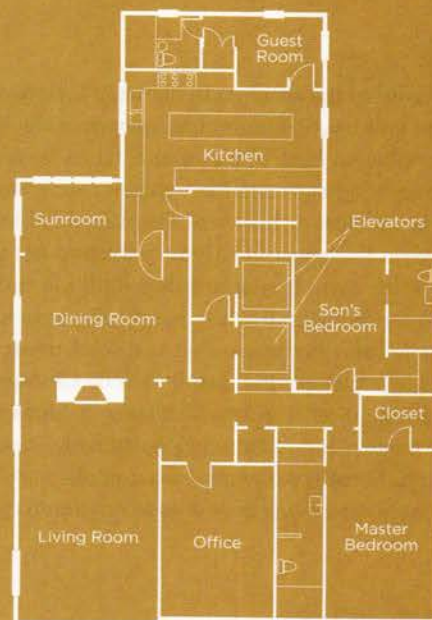 Guest
Room
Kitchen
Sunroom
Elevators
Dining Room
Son's
Bedroom
Closet
Living Room
Office
Master
Bedroom